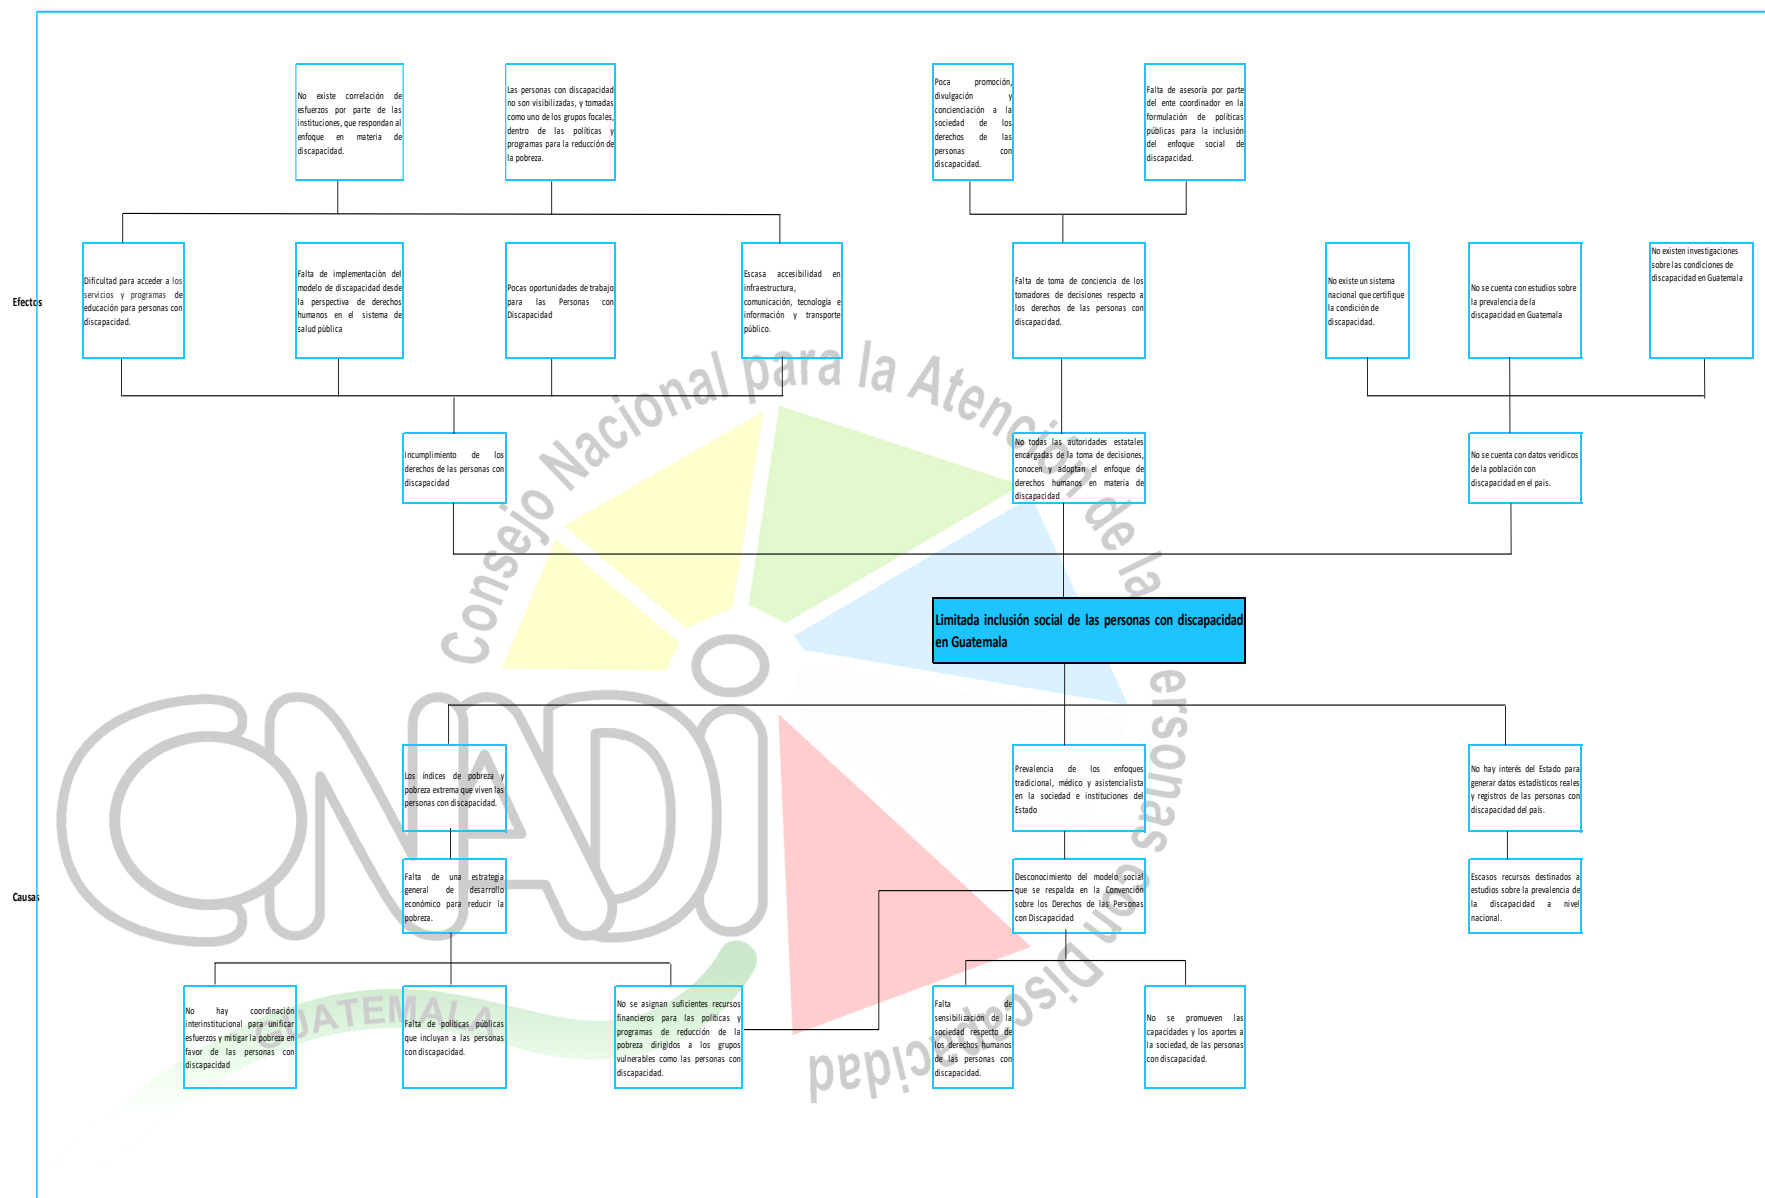 No existe correlación de
esfuerzos por parte de las
instituciones, que respondan al
enfoque en materia de
discapacidad.
Las personas con discapacidad
no son visibilizadas, y tomadas
como uno de los grupos focales,
dentro de las políticas y
programas para la reducción de
la pobreza.
Poca promoción,
divulgación y
concienciación a la
sociedad de los
derechos de las
personas con
discapacidad.
Falta de asesoría por parte
del ente coordinador en la
formulación de políticas
públicas para la inclusión
del enfoque social de
discapacidad.
Efectos
Dificultad para acceder a los
servicios y programas de
educación para personas con
discapacidad.
Falta de implementaciòn del
modelo de discapacidad desde
la perspectiva de derechos
humanos en el sistema de
salud pùblica
Pocas oportunidades de trabajo
para las Personas con
Discapacidad
Escasa accesibilidad en
infraestructura,
comunicación, tecnología e
información y transporte
público.
Falta de toma de conciencia de los
tomadores de decisiones respecto a
los derechos de las personas con
discapacidad.
No existe un sistema
nacional que certifique
la condición de
discapacidad.
No se cuenta con estudios sobre
la prevalencia de la
discapacidad en Guatemala
No existen investigaciones
sobre las condiciones de
discapacidad en Guatemala
Incumplimiento de los
derechos de las personas con
discapacidad
No todas las autoridades estatales
encargadas de la toma de decisiones,
conocen y adoptan el enfoque de
derechos humanos en materia de
discapacidad
No se cuenta con datos veridicos
de la población con
discapacidad en el pais.
Limitada inclusión social de las personas con discapacidad
en Guatemala
Los índices de pobreza y
pobreza extrema que viven las
personas con discapacidad.
Prevalencia de los enfoques
tradicional, médico y asistencialista
en la sociedad e instituciones del
Estado
No hay interés del Estado para
generar datos estadísticos reales
y registros de las personas con
discapacidad del país.
Causas
Falta de una estrategia
general de desarrollo
económico para reducir la
pobreza.
Desconocimiento del modelo social
que se respalda en la Convención
sobre los Derechos de las Personas
con Discapacidad
Escasos recursos destinados a
estudios sobre la prevalencia de
la discapacidad a nivel
nacional.
No hay coordinación
interinstitucional para unificar
esfuerzos y mitigar la pobreza en
favor de las personas con
discapacidad
Falta de políticas públicas
que incluyan a las personas
con discapacidad.
No se asignan suficientes recursos
financieros para las políticas y
programas de reducción de la
pobreza dirigidos a los grupos
vulnerables como las personas con
discapacidad.
Falta de
sensibilización de la
sociedad respecto de
los derechos humanos
de las personas con
discapacidad.
No se promueven las
capacidades y los aportes a
la sociedad, de las personas
con discapacidad.
Consejo Nacional para la Atención de la ersonas con Discapacidad
CNADI
GUATEMALA